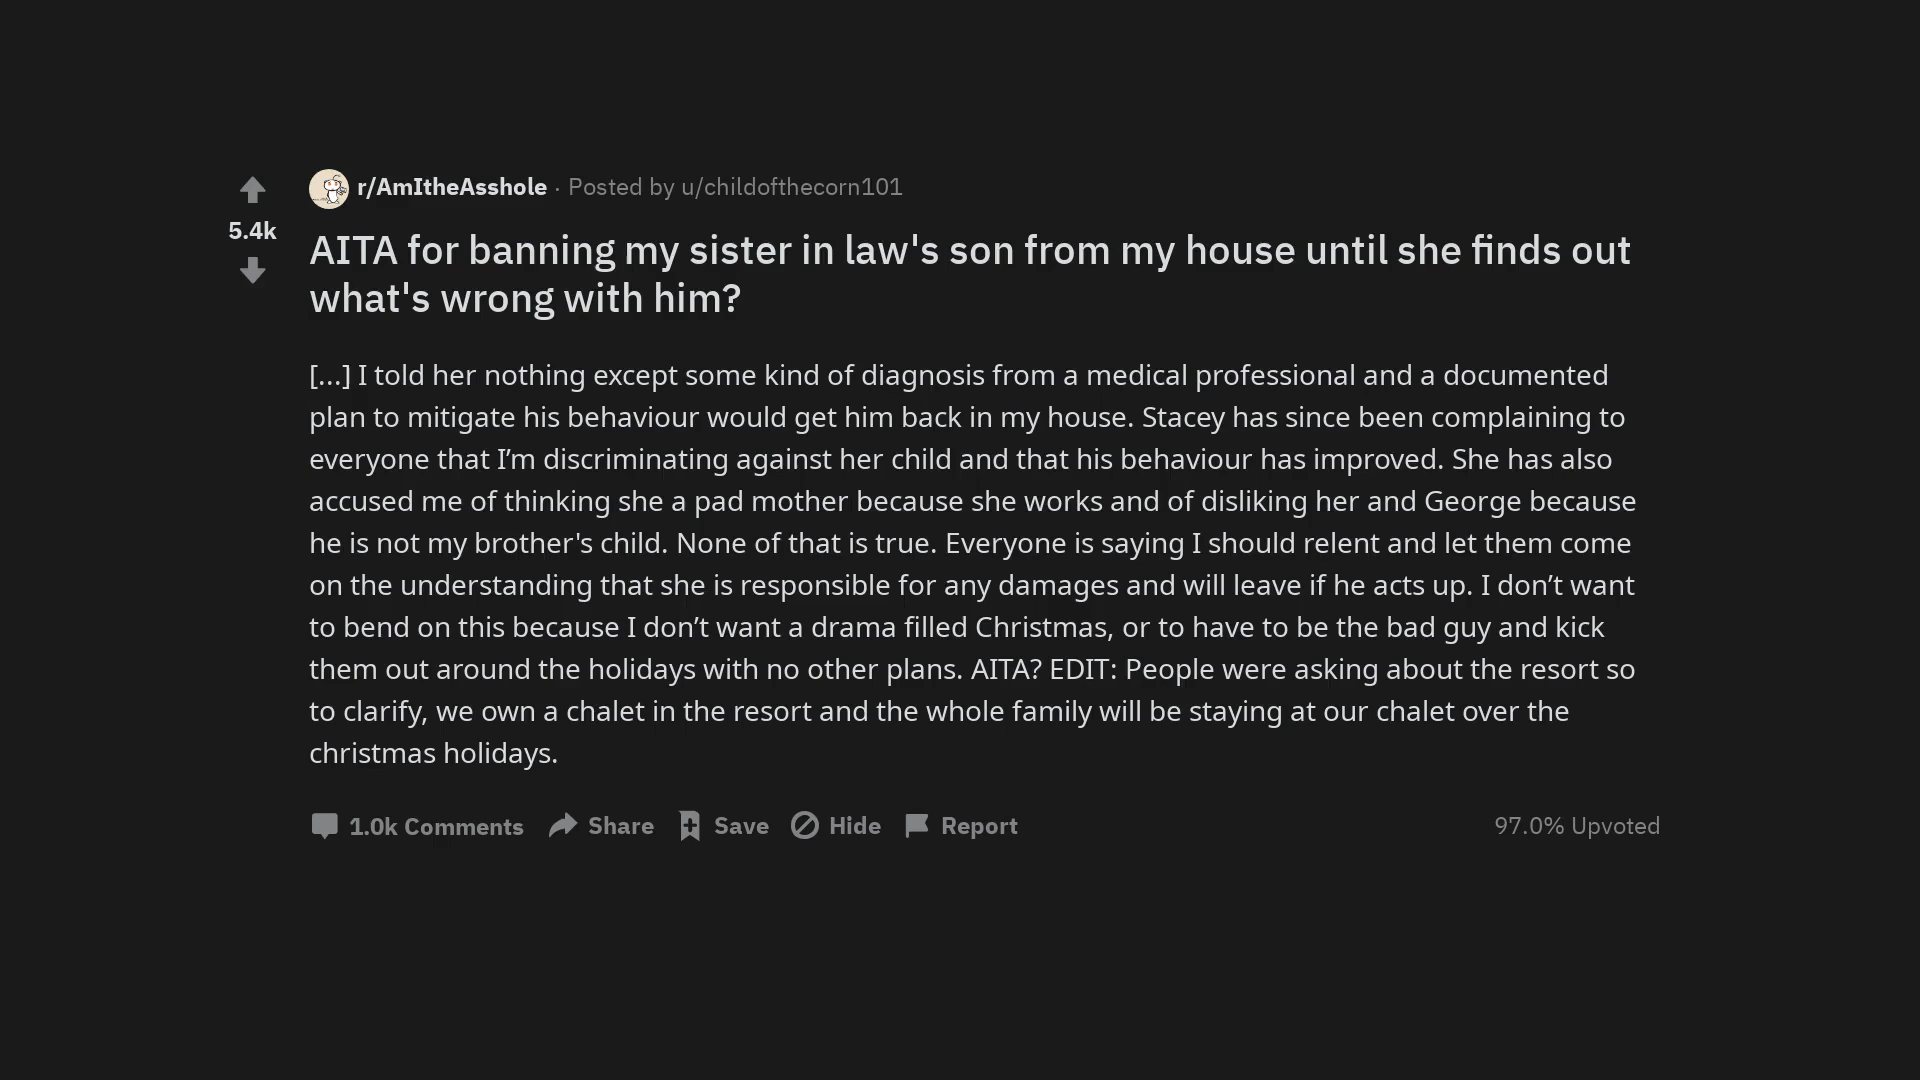 r/AmItheAsshole · Posted by u/childofthecorn101
5.4k
AITA for banning my sister in law's son from my house until she finds out
what's wrong with him?
[...] I told her nothing except some kind of diagnosis from a medical professional and a documented
plan to mitigate his behaviour would get him back in my house. Stacey has since been complaining to
everyone that I’m discriminating against her child and that his behaviour has improved. She has also
accused me of thinking she a pad mother because she works and of disliking her and George because
he is not my brother's child. None of that is true. Everyone is saying I should relent and let them come
on the understanding that she is responsible for any damages and will leave if he acts up. I don’t want
to bend on this because I don’t want a drama filled Christmas, or to have to be the bad guy and kick
them out around the holidays with no other plans. AITA? EDIT: People were asking about the resort so
to clarify, we own a chalet in the resort and the whole family will be staying at our chalet over the
christmas holidays.
1.0k Comments Share Save Hide Report 97.0% Upvoted